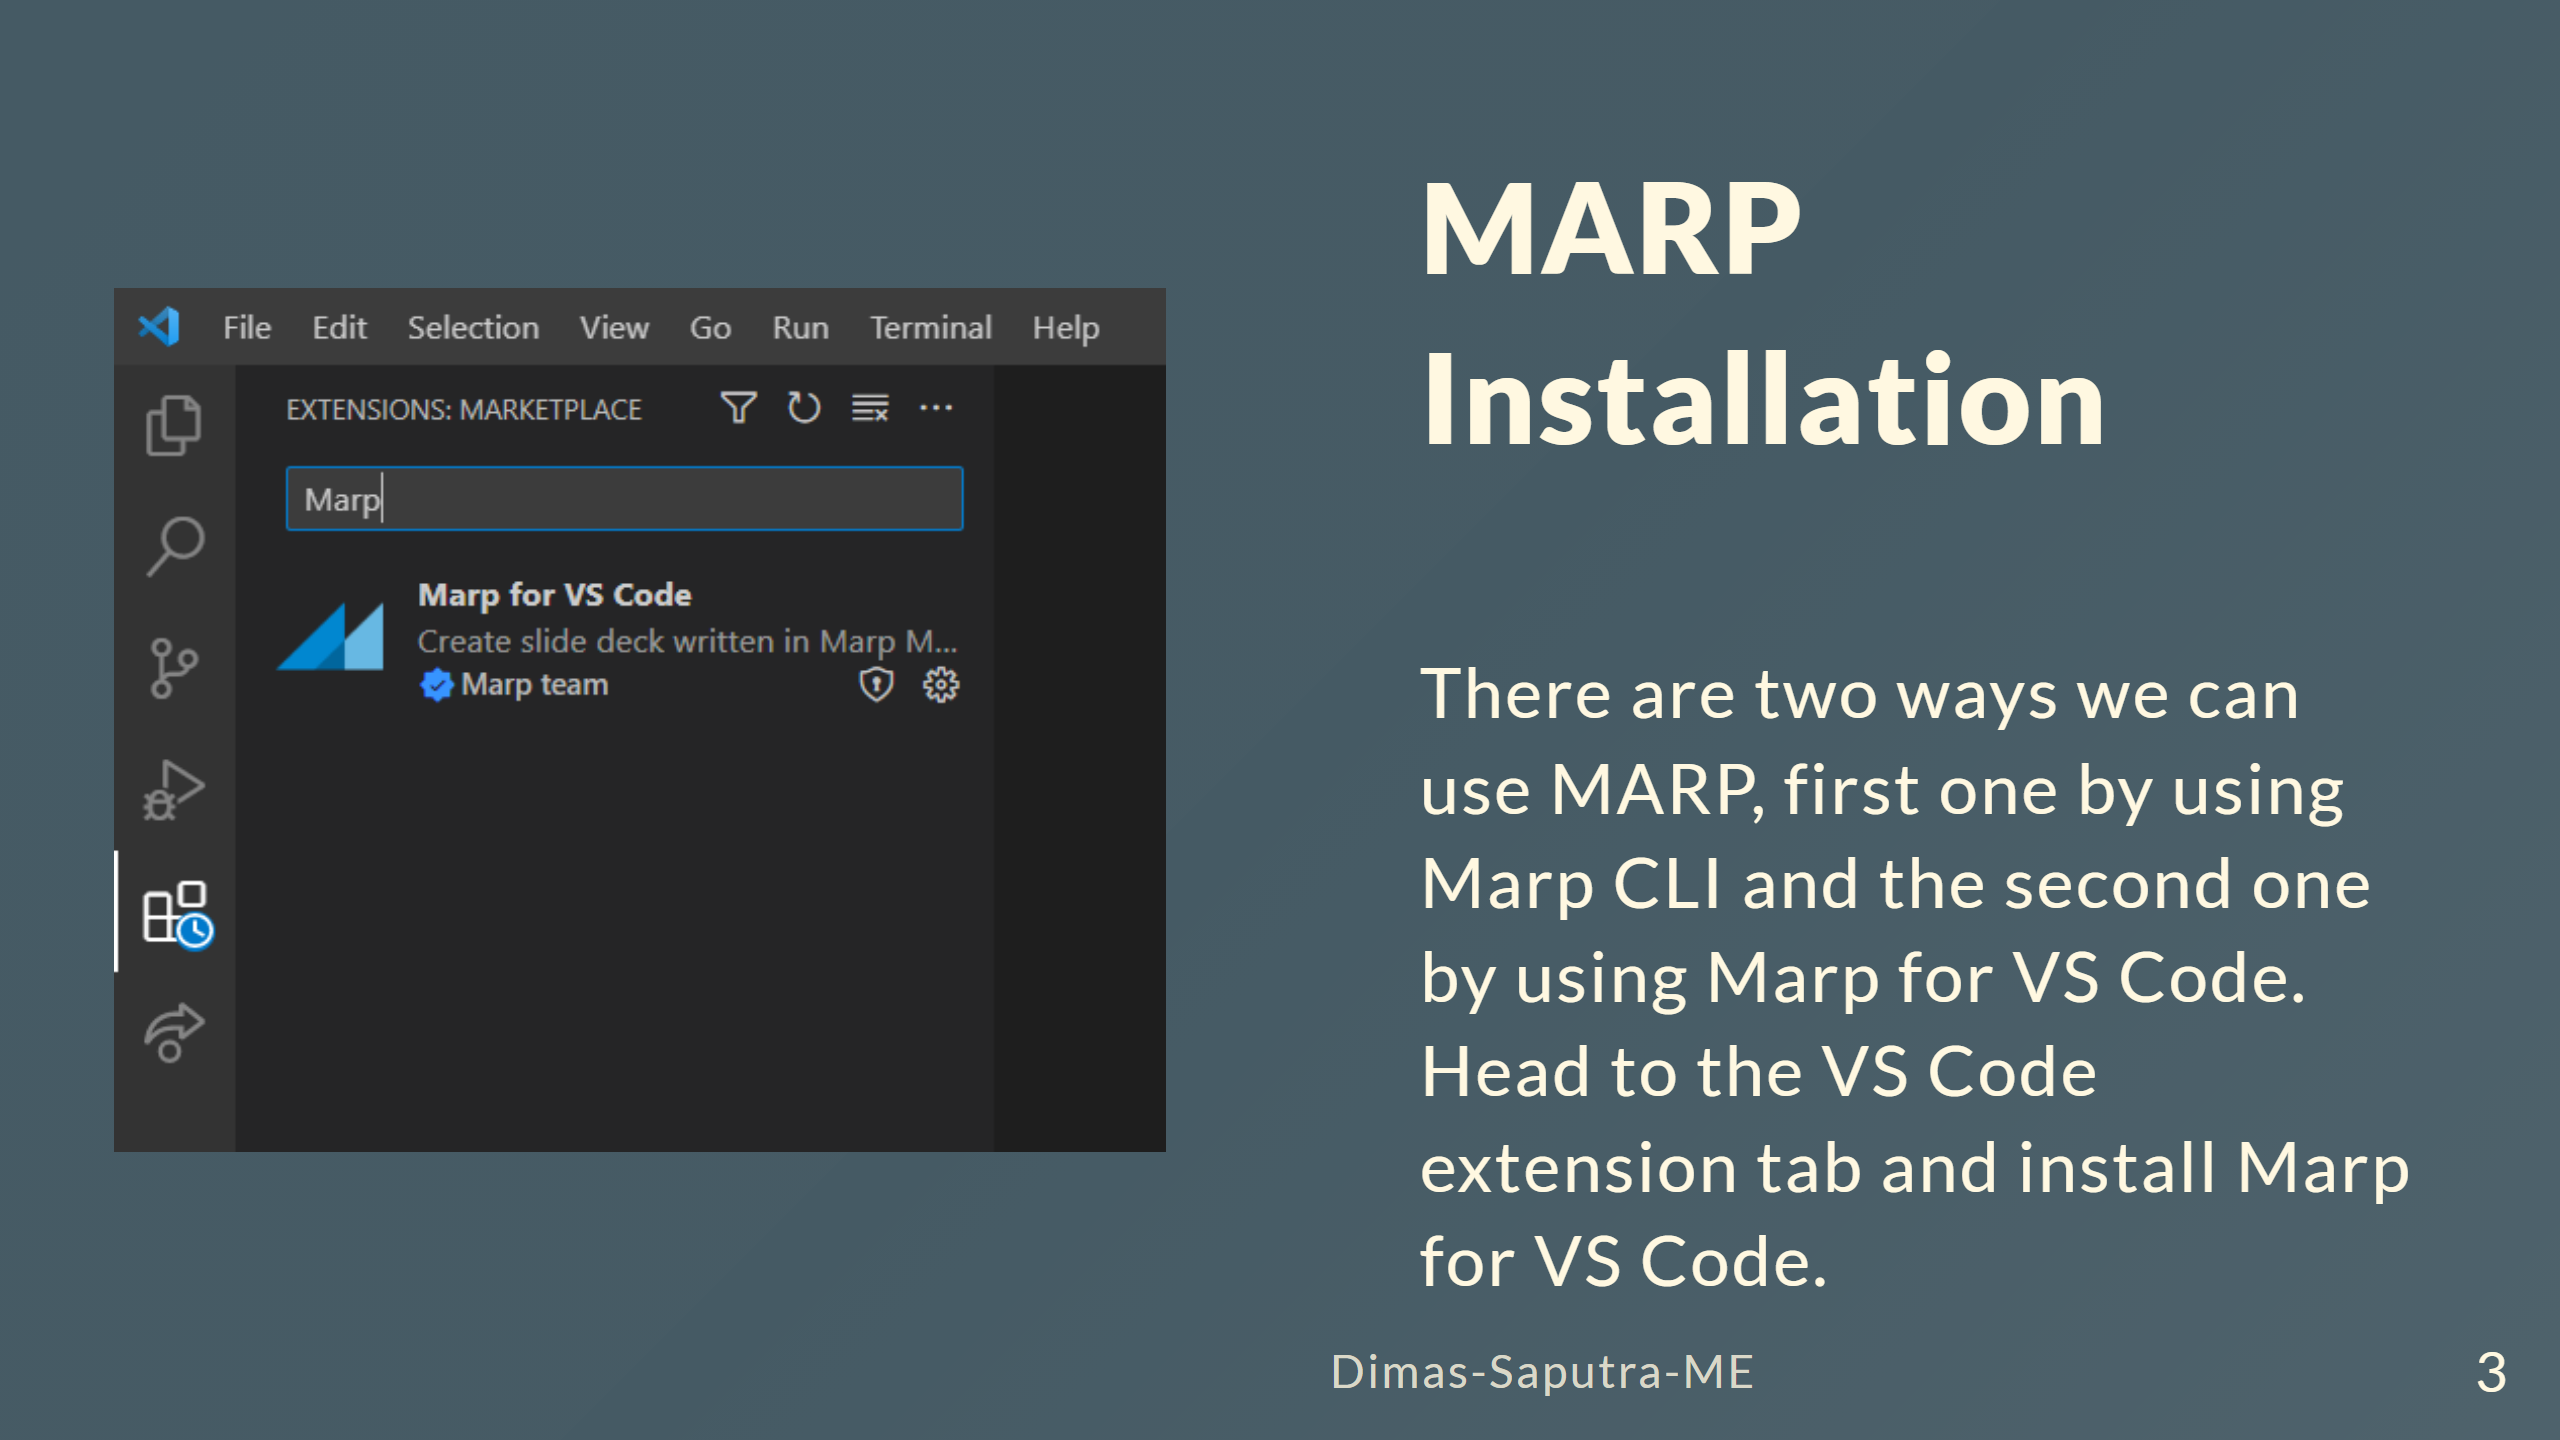 File Edit Selection View Go Run Terminal Help
EXTENSIONS: MARKETPLACE
Marp
Marp for VS Code
Create slide deck written in Marp M...
Marp team
MARP
Installation
There are two ways we can
use MARP, first one by using
Marp CLI and the second one
by using Marp for VS Code.
Head to the VS Code
extension tab and install Marp
for VS Code.
Dimas-Saputra-ME
3